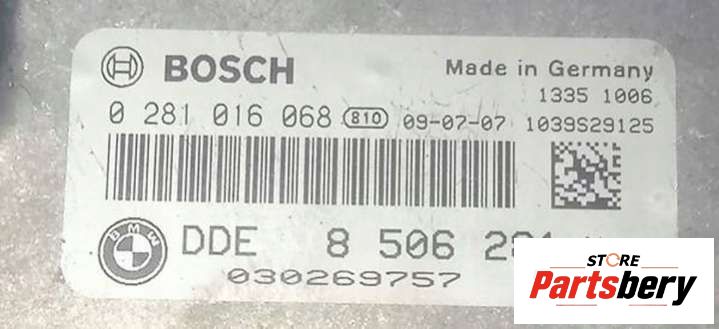 BOSCH
Made in Germany
1335 1006
0 281 016 068 810 09-07-07 1039S29125
BMW
DDE 8 506
030269757
STORE
Partsbery